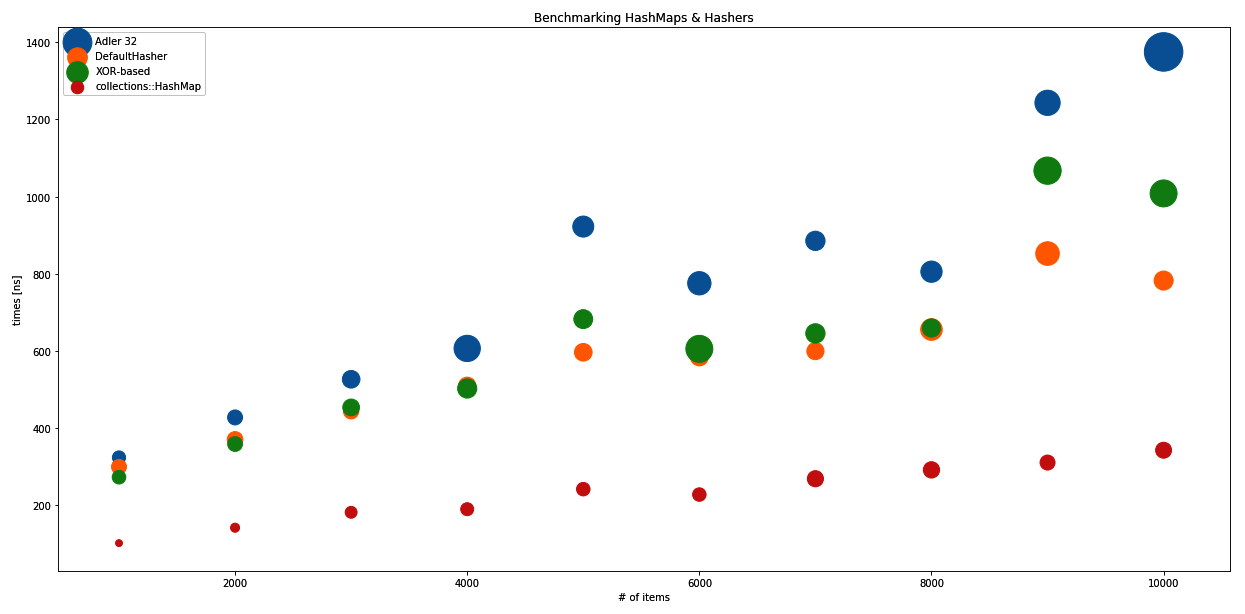 Benchmarking HashMaps & Hashers
Adler 32
DefaultHasher
XOR-based
collections::HashMap
times [ns]
1400
1200
1000
800
600
400
200
2000
4000
6000
8000
10000
# of items